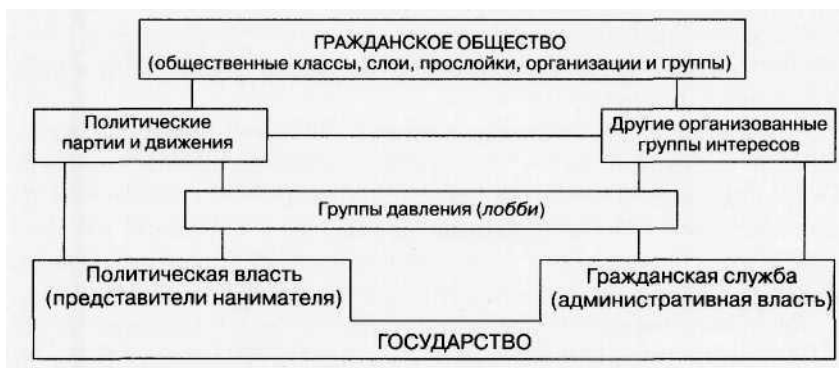 ГРАЖДАНСКОЕ ОБЩЕСТВО
(общественные классы, слои, прослойки, организации и группы)
Политические
партии и движения
Другие организованные
группы интересов
Группы давления (лобби)
Политическая власть
(представители нанимателя)
Гражданская служба
(административная власть)
ГОСУДАРСТВО